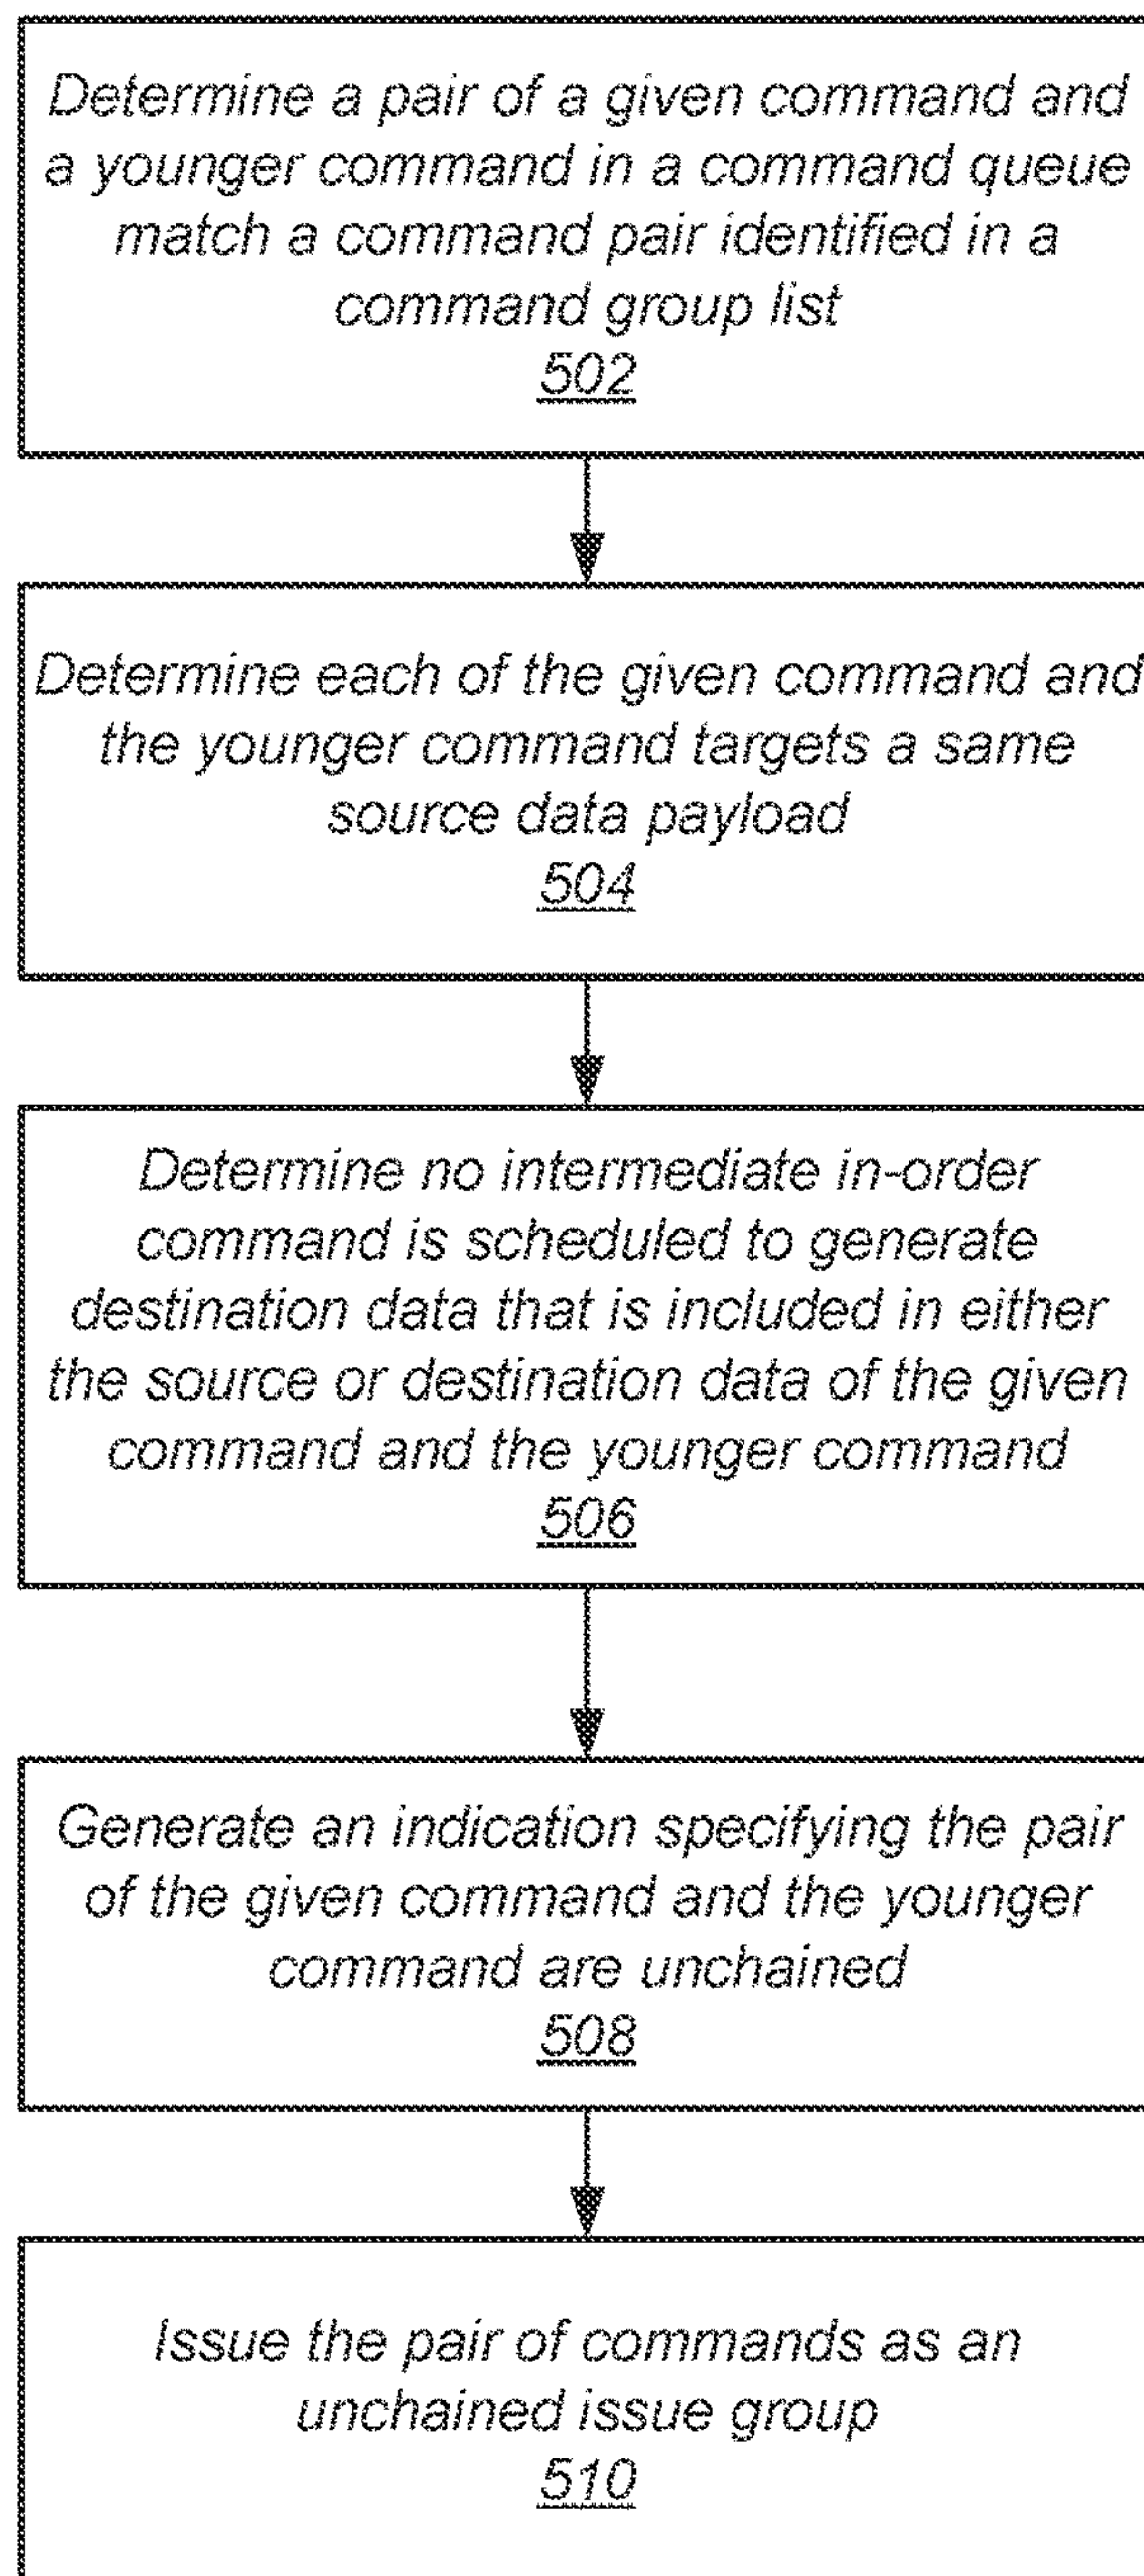 Determine a pair of a given command and
a younger command in a command queue
match a command pair identified in a
command group list
502
Determine each of the given command and
the younger command targets a same
source data payload
504
Determine no intermediate in-order
command is scheduled to generate
destination data that is included in either
the source or destination data of the given
command and the younger command
506
Generate an indication specifying the pair
of the given command and the younger
command are unchained
508
Issue the pair of commands as an
unchained issue group
510